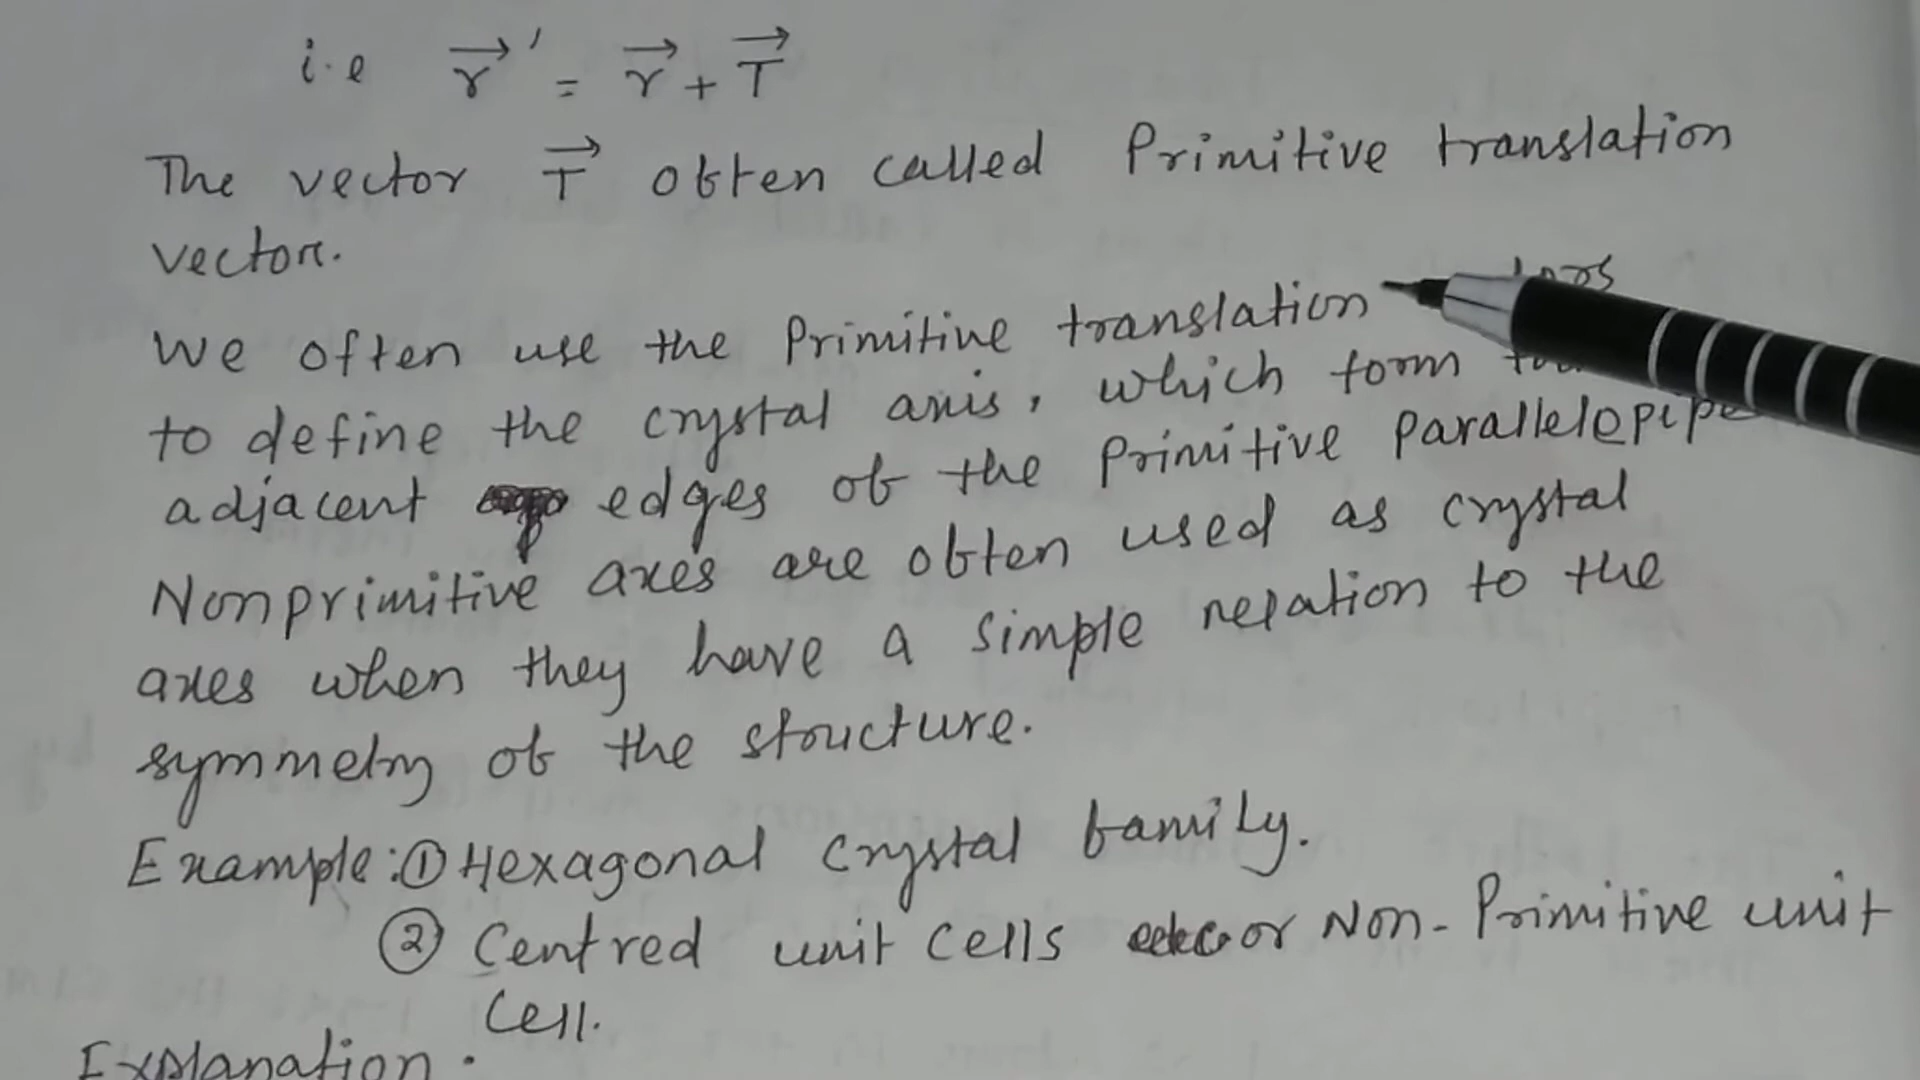 i.e r⃗' = r⃗ + T⃗
The vector T⃗ often called Primitive translation
vector.
We often use the Primitive translation
to define the crystal axis, which form
adjacent edges of the Primitive
Nonprimitive axes are often used as crystal
axes when they have a simple relation to the
symmetry of the structure.
Example: ① Hexagonal crystal family.
② Centred unit cells or Non-Primitive unit
cell.
Explanation: